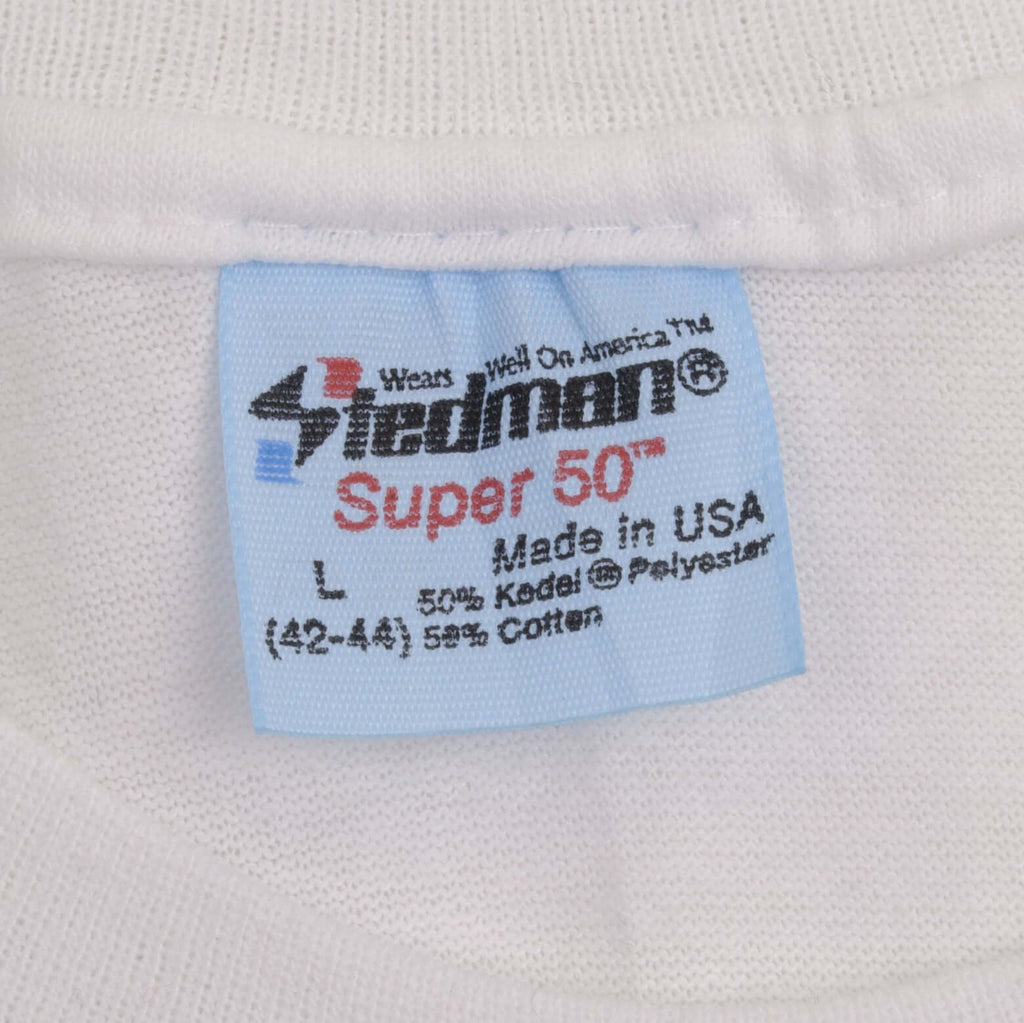 Wears Well On America™
Stedman®
Super 50™
Made in USA
L
50% Kodel ® Polyester
(42-44) 50% Cotton